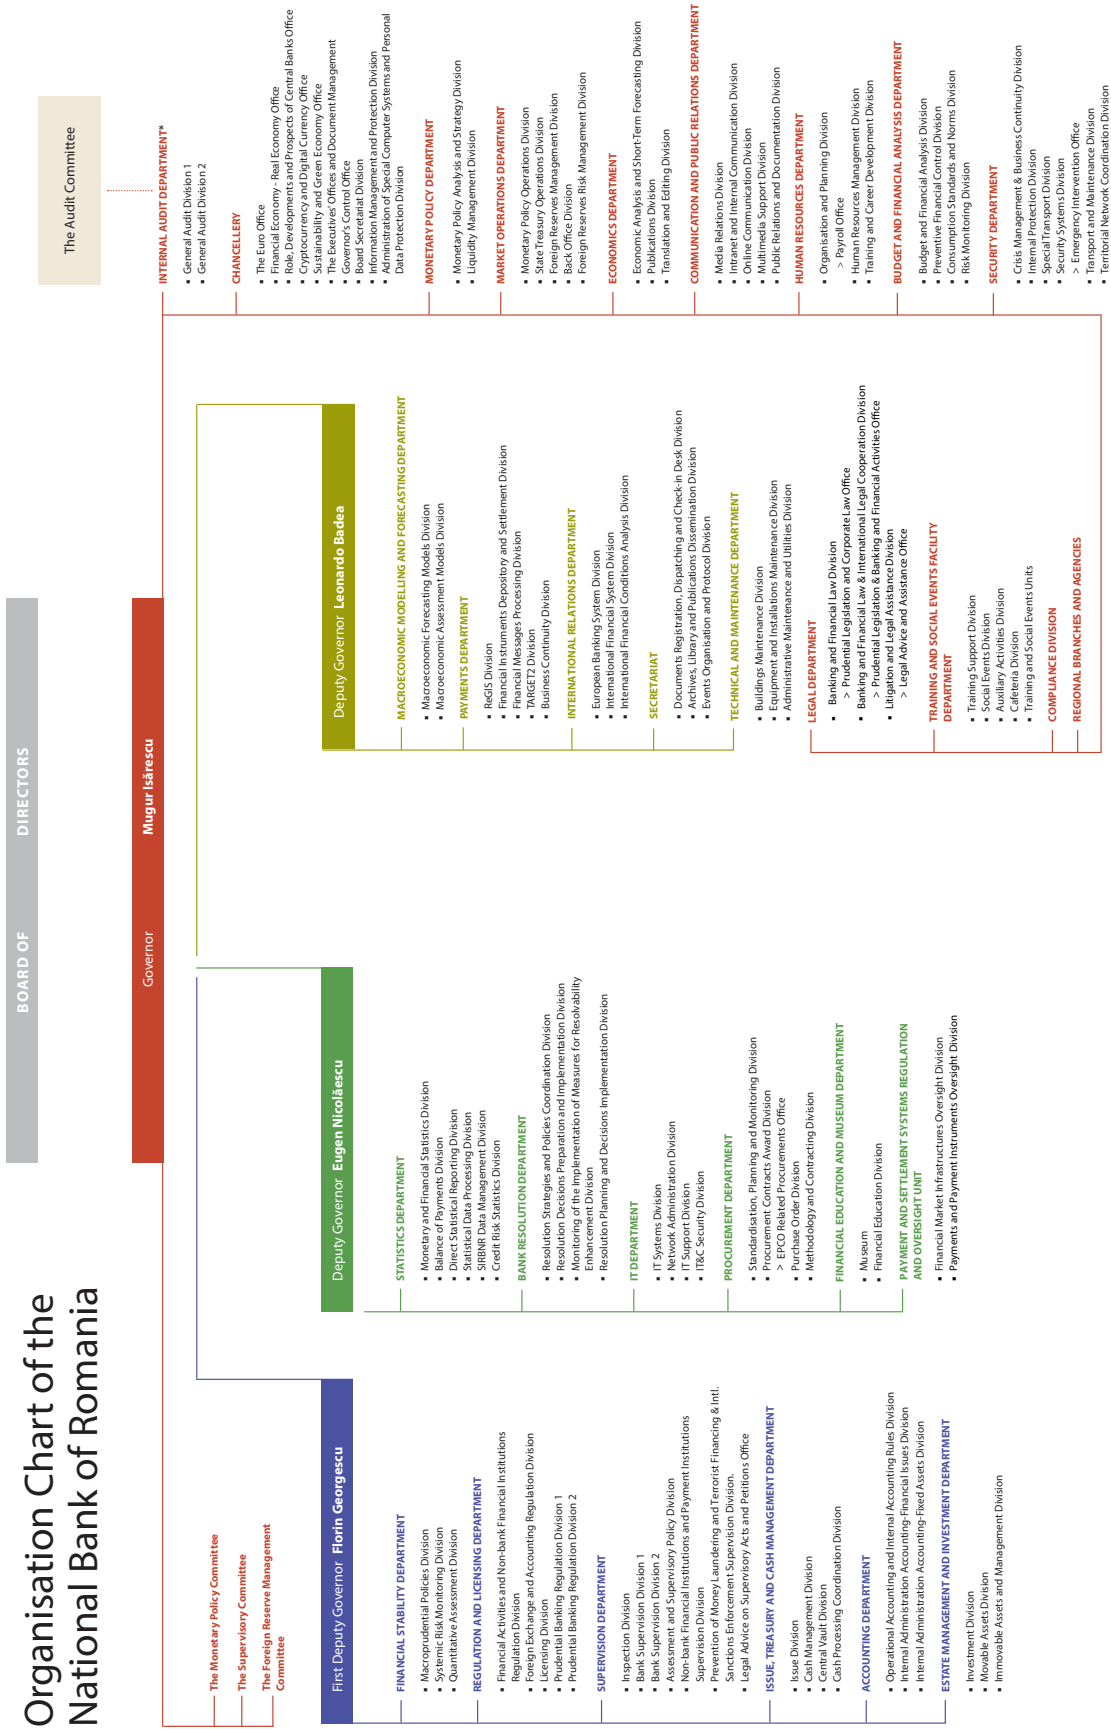 Organisation Chart of the
National Bank of Romania
BOARD OF DIRECTORS
The Audit Committee
Governor Mugur Isărescu
The Monetary Policy Committee
The Supervisory Committee
The Foreign Reserve Management
Committee
First Deputy Governor Florin Georgescu
FINANCIAL STABILITY DEPARTMENT
▪ Macroprudential Policies Division
▪ Systemic Risk Monitoring Division
▪ Quantitative Assessment Division
REGULATION AND LICENSING DEPARTMENT
▪ Financial Activities and Non-bank Financial Institutions
Regulation Division
▪ Foreign Exchange and Accounting Regulation Division
▪ Licensing Division
▪ Prudential Banking Regulation Division 1
▪ Prudential Banking Regulation Division 2
SUPERVISION DEPARTMENT
▪ Inspection Division
▪ Bank Supervision Division 1
▪ Bank Supervision Division 2
▪ Assessment and Supervisory Policy Division
▪ Non-bank Financial Institutions and Payment Institutions
Supervision Division
▪ Prevention of Money Laundering and Terrorist Financing & Intl.
Sanctions Enforcement Supervision Division.
▪ Legal Advice on Supervisory Acts and Petitions Office
ISSUE, TREASURY AND CASH MANAGEMENT DEPARTMENT
▪ Issue Division
▪ Cash Management Division
▪ Central Vault Division
▪ Cash Processing Coordination Division
ACCOUNTING DEPARTMENT
▪ Operational Accounting and Internal Accounting Rules Division
▪ Internal Administration Accounting-Financial Issues Division
▪ Internal Administration Accounting-Fixed Assets Division
ESTATE MANAGEMENT AND INVESTMENT DEPARTMENT
▪ Investment Division
▪ Movable Assets Division
▪ Immovable Assets and Management Division
Deputy Governor Eugen Nicolăescu
STATISTICS DEPARTMENT
▪ Monetary and Financial Statistics Division
▪ Balance of Payments Division
▪ Direct Statistical Reporting Division
▪ Statistical Data Processing Division
▪ SIRBNR Data Management Division
▪ Credit Risk Statistics Division
BANK RESOLUTION DEPARTMENT
▪ Resolution Strategies and Policies Coordination Division
▪ Resolution Decisions Preparation and Implementation Division
▪ Monitoring of the Implementation of Measures for Resolvability
Enhancement Division
▪ Resolution Planning and Decisions Implementation Division
IT DEPARTMENT
▪ IT Systems Division
▪ Network Administration Division
▪ IT Support Division
▪ IT&C Security Division
PROCUREMENT DEPARTMENT
▪ Standardisation, Planning and Monitoring Division
▪ Procurement Contracts Award Division
> EPCO Related Procurements Office
▪ Purchase Order Division
▪ Methodology and Contracting Division
FINANCIAL EDUCATION AND MUSEUM DEPARTMENT
▪ Museum
▪ Financial Education Division
PAYMENT AND SETTLEMENT SYSTEMS REGULATION
AND OVERSIGHT UNIT
▪ Financial Market Infrastructures Oversight Division
▪ Payments and Payment Instruments Oversight Division
Deputy Governor Leonardo Badea
MACROECONOMIC MODELLING AND FORECASTING DEPARTMENT
▪ Macroeconomic Forecasting Models Division
▪ Macroeconomic Assessment Models Division
PAYMENTS DEPARTMENT
▪ ReGIS Division
▪ Financial Instruments Depository and Settlement Division
▪ Financial Messages Processing Division
▪ TARGET2 Division
▪ Business Continuity Division
INTERNATIONAL RELATIONS DEPARTMENT
▪ European Banking System Division
▪ International Financial System Division
▪ International Financial Conditions Analysis Division
SECRETARIAT
▪ Documents Registration, Dispatching and Check-in Desk Division
▪ Archives, Library and Publications Dissemination Division
▪ Events Organisation and Protocol Division
TECHNICAL AND MAINTENANCE DEPARTMENT
▪ Buildings Maintenance Division
▪ Equipment and Installations Maintenance Division
▪ Administrative Maintenance and Utilities Division
LEGAL DEPARTMENT
▪ Banking and Financial Law Division
> Prudential Legislation and Corporate Law Office
▪ Banking and Financial Law & International Legal Cooperation Division
> Prudential Legislation & Banking and Financial Activities Office
▪ Litigation and Legal Assistance Division
> Legal Advice and Assistance Office
TRAINING AND SOCIAL EVENTS FACILITY
DEPARTMENT
▪ Training Support Division
▪ Social Events Division
▪ Auxiliary Activities Division
▪ Cafeteria Division
▪ Training and Social Events Units
COMPLIANCE DIVISION
REGIONAL BRANCHES AND AGENCIES
INTERNAL AUDIT DEPARTMENT*
▪ General Audit Division 1
▪ General Audit Division 2
CHANCELLERY
▪ The Euro Office
▪ Financial Economy - Real Economy Office
▪ Role, Developments and Prospects of Central Banks Office
▪ Cryptocurrency and Digital Currency Office
▪ Sustainability and Green Economy Office
▪ The Executives' Offices and Document Management
▪ Governor's Control Office
▪ Board Secretariat Division
▪ Information Management and Protection Division
▪ Administration of Special Computer Systems and Personal
Data Protection Division
MONETARY POLICY DEPARTMENT
▪ Monetary Policy Analysis and Strategy Division
▪ Liquidity Management Division
MARKET OPERATIONS DEPARTMENT
▪ Monetary Policy Operations Division
▪ State Treasury Operations Division
▪ Foreign Reserves Management Division
▪ Back Office Division
▪ Foreign Reserves Risk Management Division
ECONOMICS DEPARTMENT
▪ Economic Analysis and Short-Term Forecasting Division
▪ Publications Division
▪ Translation and Editing Division
COMMUNICATION AND PUBLIC RELATIONS DEPARTMENT
▪ Media Relations Division
▪ Intranet and Internal Communication Division
▪ Online Communication Division
▪ Multimedia Support Division
▪ Public Relations and Documentation Division
HUMAN RESOURCES DEPARTMENT
▪ Organisation and Planning Division
> Payroll Office
▪ Human Resources Management Division
▪ Training and Career Development Division
BUDGET AND FINANCIAL ANALYSIS DEPARTMENT
▪ Budget and Financial Analysis Division
▪ Preventive Financial Control Division
▪ Consumption Standards and Norms Division
▪ Risk Monitoring Division
SECURITY DEPARTMENT
▪ Crisis Management & Business Continuity Division
▪ Internal Protection Division
▪ Special Transport Division
▪ Security Systems Division
> Emergency Intervention Office
▪ Transport and Maintenance Division
▪ Territorial Network Coordination Division